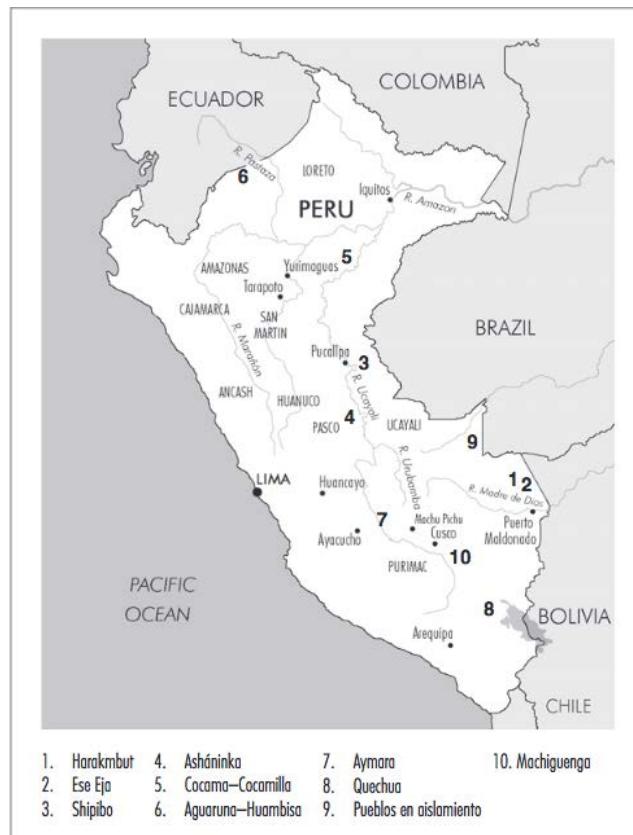 COLOMBIA
ECUADOR
R. Pastaza
LORETO
6
Iquitos
PERU
R. Amazon
5
AMAZONAS
Yurimaguas
Tarapoto
CAJAMARCA
SAN
MARTIN
BRAZIL
R. Marañón
Pucallpa
3
R. Ucayali
ANCASH
HUANUCO
4
PASCO
UCAYALI
9
R. Urubamba
1
2
LIMA
Huancayo
R. Madre de Dios
7
Machu Pichu
Puerto
Maldonado
Ayacucho
Cusco
10
PURIMAC
PACIFIC
OCEAN
8
BOLIVIA
Arequipa
CHILE
1. Harakmbut
2. Ese Eja
3. Shipibo
4. Asháninka
5. Cocama–Cocamilla
6. Aguaruna–Huambisa
7. Aymara
8. Quechua
9. Pueblos en aislamiento
10. Machiguenga